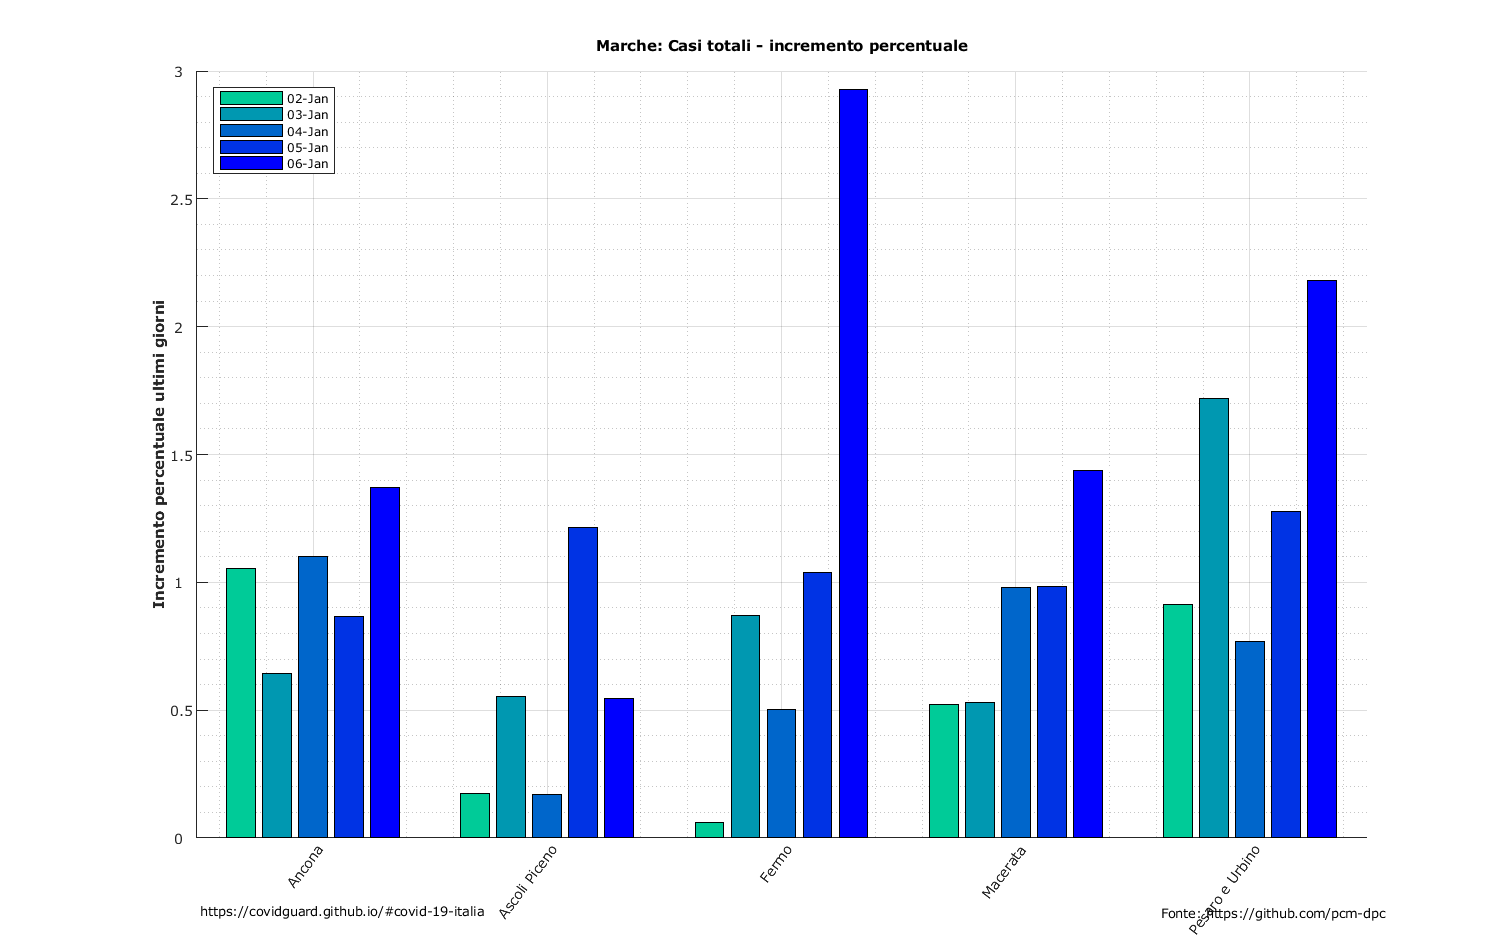 Marche: Casi totali - incremento percentuale
02-Jan
03-Jan
04-Jan
05-Jan
06-Jan
Incremento percentuale ultimi giorni
3
2.5
2
1.5
1
0.5
0
Ancona
Ascoli Piceno
Fermo
Macerata
Pesaro e Urbino
https://covidguard.github.io/#covid-19-italia
Fonte: https://github.com/pcm-dpc